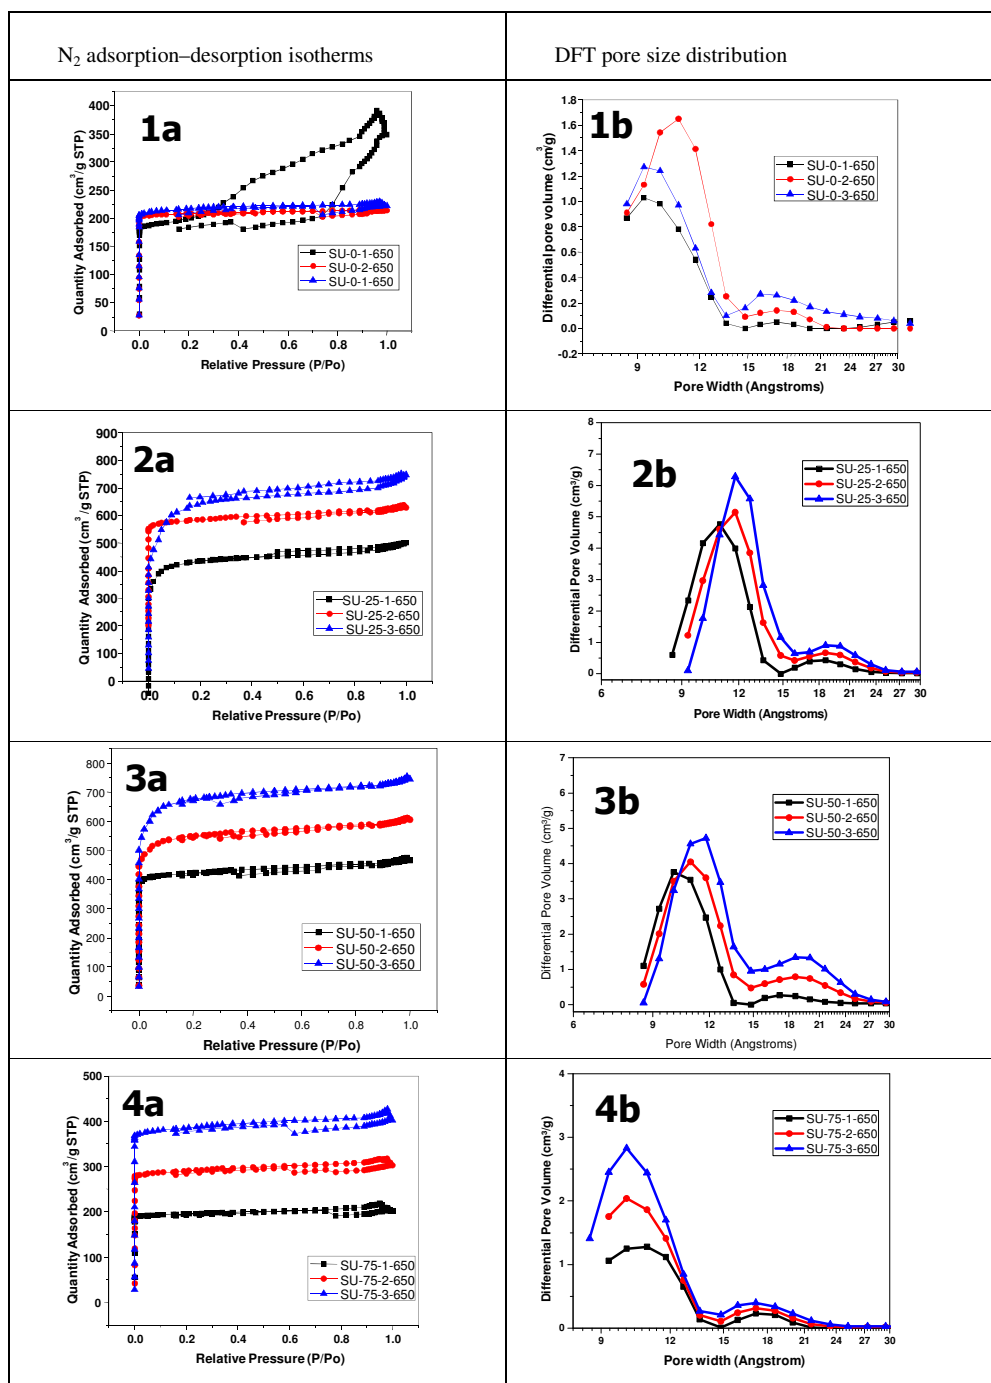 N₂ adsorption–desorption isotherms
DFT pore size distribution
1a
Quantity Adsorbed (cm³/g STP)
400
350
300
250
200
150
100
50
0
SU-0-1-650
SU-0-2-650
SU-0-1-650
0.0 0.2 0.4 0.6 0.8 1.0
Relative Pressure (P/Po)
1b
Differential pore volume (cm³/g)
1.8
1.6
1.4
1.2
1.0
0.8
0.6
0.4
0.2
0.0
-0.2
SU-0-1-650
SU-0-2-650
SU-0-3-650
9 12 15 18 21 24 27 30
Pore Width (Angstroms)
2a
Quantity Adsorbed (cm³/g STP)
900
800
700
600
500
400
300
200
100
0
SU-25-1-650
SU-25-2-650
SU-25-3-650
0.0 0.2 0.4 0.6 0.8 1.0
Relative Pressure (P/Po)
2b
Differential Pore Volume (cm³/g)
8
7
6
5
4
3
2
1
0
SU-25-1-650
SU-25-2-650
SU-25-3-650
6 9 12 15 18 21 24 27 30
Pore Width (Angstroms)
3a
Quantity Adsorbed (cm³/g STP)
800
700
600
500
400
300
200
100
0
SU-50-1-650
SU-50-2-650
SU-50-3-650
0.0 0.2 0.4 0.6 0.8 1.0
Relative Pressure (P/Po)
3b
Differential Pore Volume (cm³/g)
7
6
5
4
3
2
1
0
SU-50-1-650
SU-50-2-650
SU-50-3-650
6 9 12 15 18 21 24 27 30
Pore Width (Angstroms)
4a
Quantity Adsorbed (cm³/g STP)
500
400
300
200
100
0
SU-75-1-650
SU-75-2-650
SU-75-3-650
0.0 0.2 0.4 0.6 0.8 1.0
Relative Pressure (P/Po)
4b
Differential Pore Volume (cm³/g)
4
3
2
1
0
SU-75-1-650
SU-75-2-650
SU-75-3-650
9 12 15 18 21 24 27 30
Pore width (Angstrom)